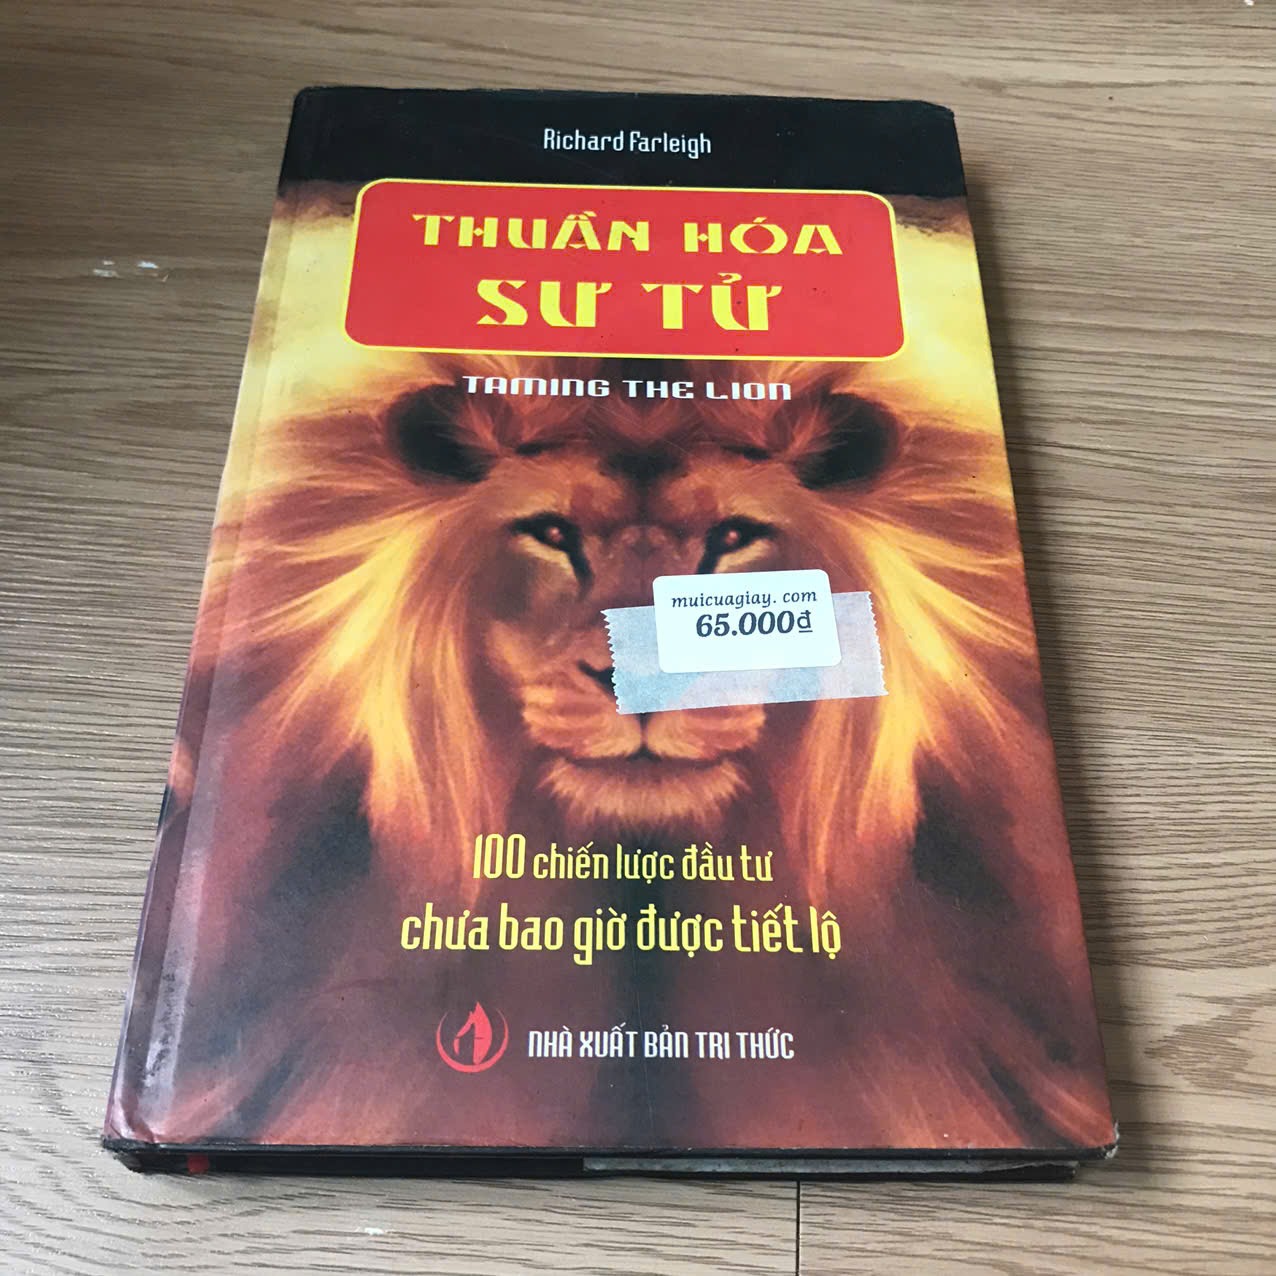 Richard Farleigh
THUẦN HÓA
SƯ TỬ
TAMING THE LION
muicuagiay. com
65.000₫
100 chiến lược đầu tư
chưa bao giờ được tiết lộ
NHÀ XUẤT BẢN TRI THỨC